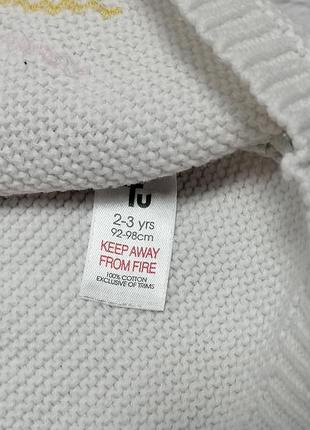 Tu
2-3 yrs
92-98cm
KEEP AWAY
FROM FIRE
100% COTTON
EXCLUSIVE OF TRIMS